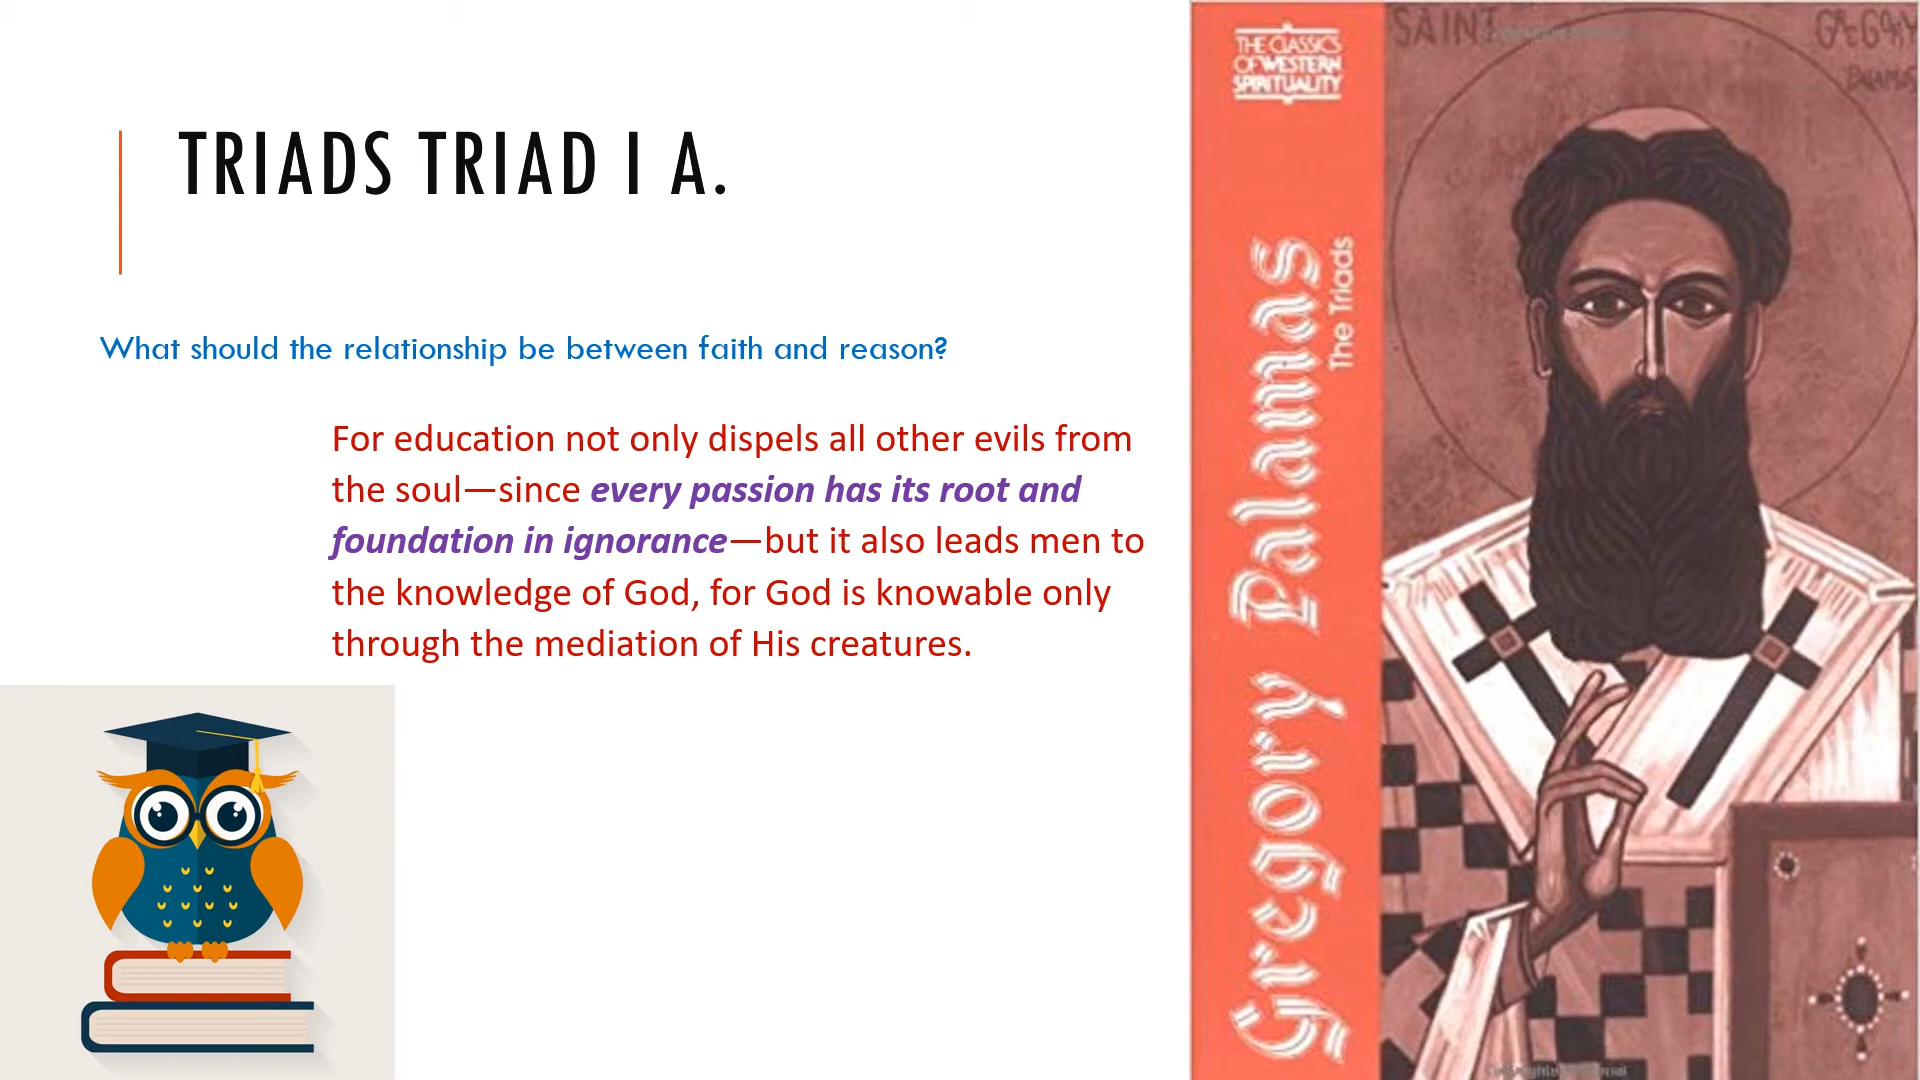 TRIADS TRIAD I A.
What should the relationship be between faith and reason?
For education not only dispels all other evils from
the soul—since every passion has its root and
foundation in ignorance—but it also leads men to
the knowledge of God, for God is knowable only
through the mediation of His creatures.
THE CLASSICS
OF WESTERN
SPIRITUALITY
Gregory Palamas
The Triads
SAINT